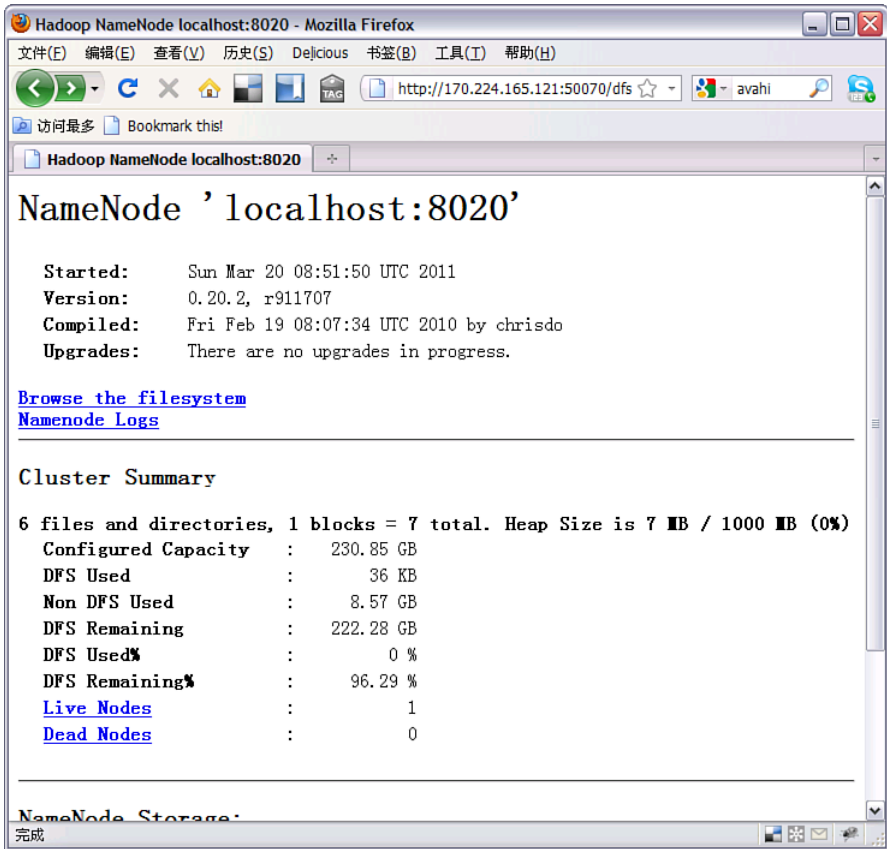 Hadoop NameNode localhost:8020 - Mozilla Firefox
文件(F) 编辑(E) 查看(V) 历史(S) Delicious 书签(B) 工具(T) 帮助(H)
TAG http://170.224.165.121:50070/dfs avahi
访问最多 Bookmark this!
Hadoop NameNode localhost:8020
NameNode 'localhost:8020'
Started: Sun Mar 20 08:51:50 UTC 2011
Version: 0.20.2, r911707
Compiled: Fri Feb 19 08:07:34 UTC 2010 by chrisdo
Upgrades: There are no upgrades in progress.
Browse the filesystem
Namenode Logs
Cluster Summary
6 files and directories, 1 blocks = 7 total. Heap Size is 7 MB / 1000 MB (0%)
Configured Capacity : 230.85 GB
DFS Used : 36 KB
Non DFS Used : 8.57 GB
DFS Remaining : 222.28 GB
DFS Used% : 0 %
DFS Remaining% : 96.29 %
Live Nodes : 1
Dead Nodes : 0
NameNode Storage:
完成